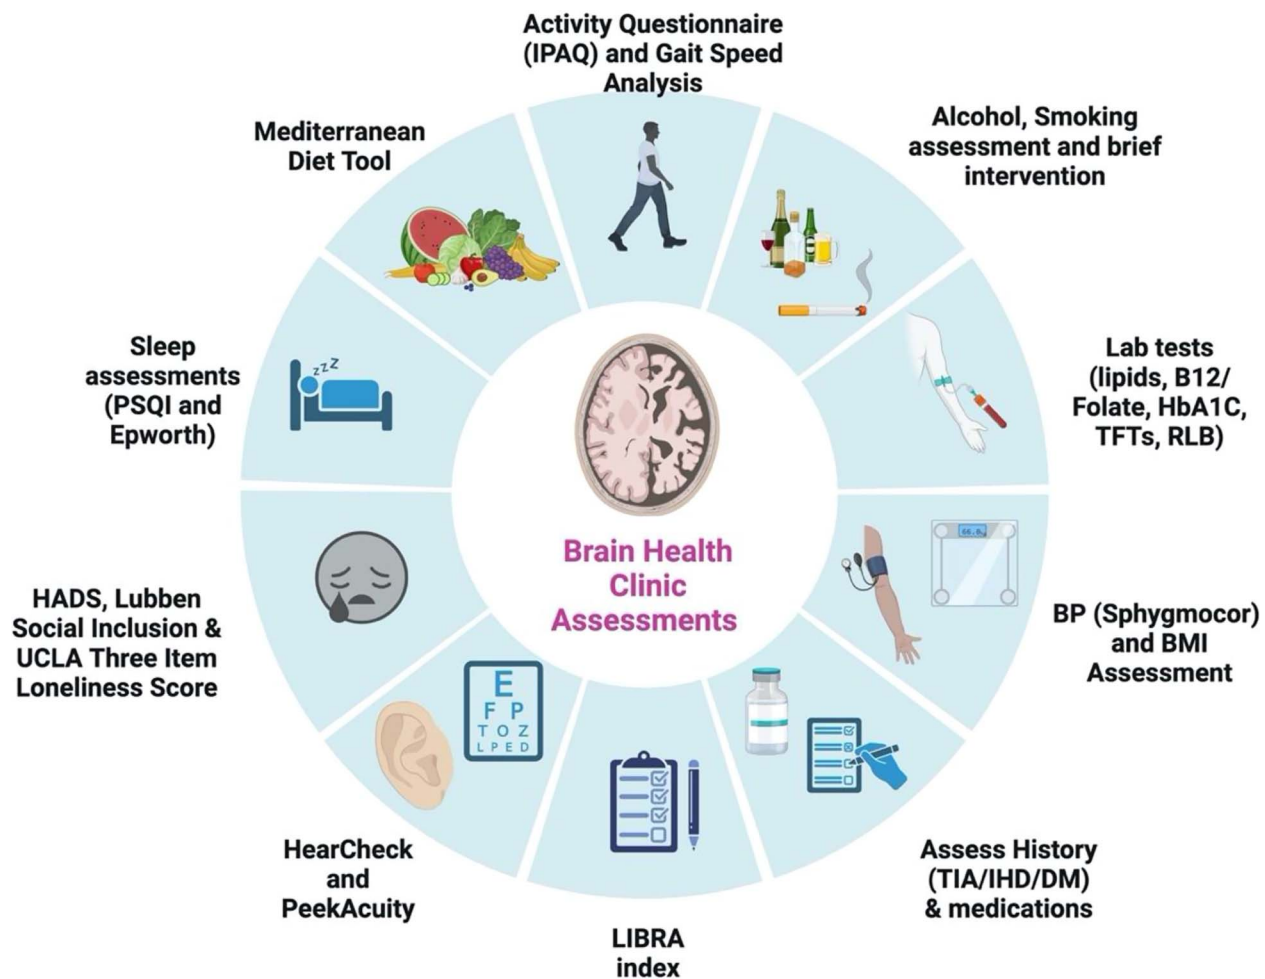 Activity Questionnaire
(IPAQ) and Gait Speed
Analysis
Alcohol, Smoking
assessment and brief
intervention
Mediterranean
Diet Tool
Lab tests
(lipids, B12/
Folate, HbA1C,
TFTs, RLB)
Sleep
assessments
(PSQI and
Epworth)
zzz
Brain Health
Clinic
Assessments
BP (Sphygmocor)
and BMI
Assessment
HADS, Lubben
Social Inclusion &
UCLA Three Item
Loneliness Score
E
F P
T O Z
L P E D
HearCheck
and
PeekAcuity
Assess History
(TIA/IHD/DM)
& medications
LIBRA
index